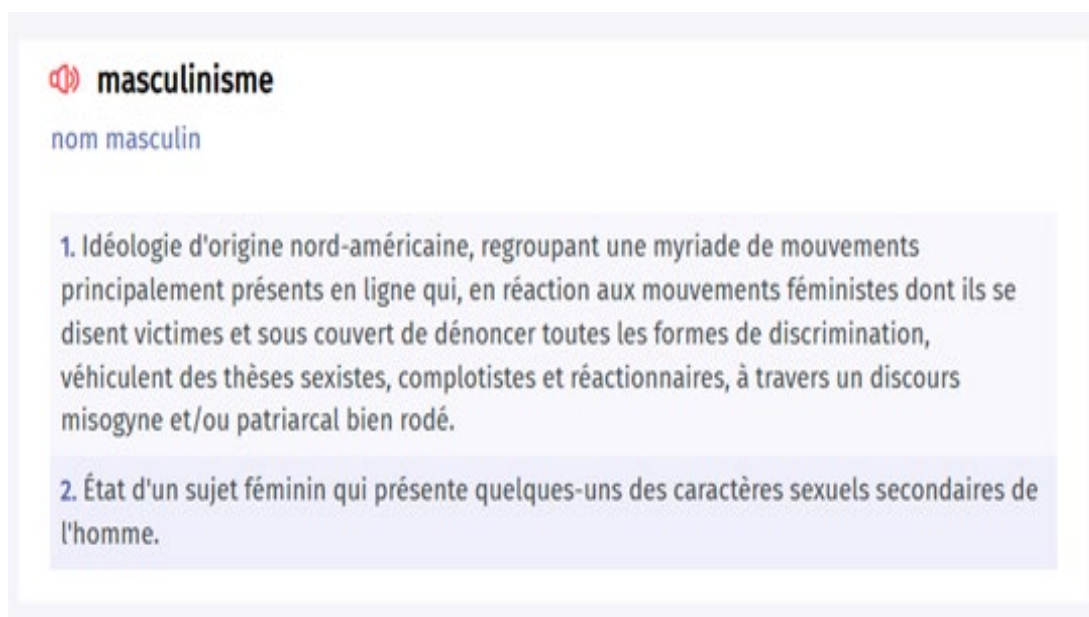 masculinisme
nom masculin
1. Idéologie d'origine nord-américaine, regroupant une myriade de mouvements
principalement présents en ligne qui, en réaction aux mouvements féministes dont ils se
disent victimes et sous couvert de dénoncer toutes les formes de discrimination,
véhiculent des thèses sexistes, complotistes et réactionnaires, à travers un discours
misogyne et/ou patriarcal bien rodé.
2. État d'un sujet féminin qui présente quelques-uns des caractères sexuels secondaires de
l'homme.